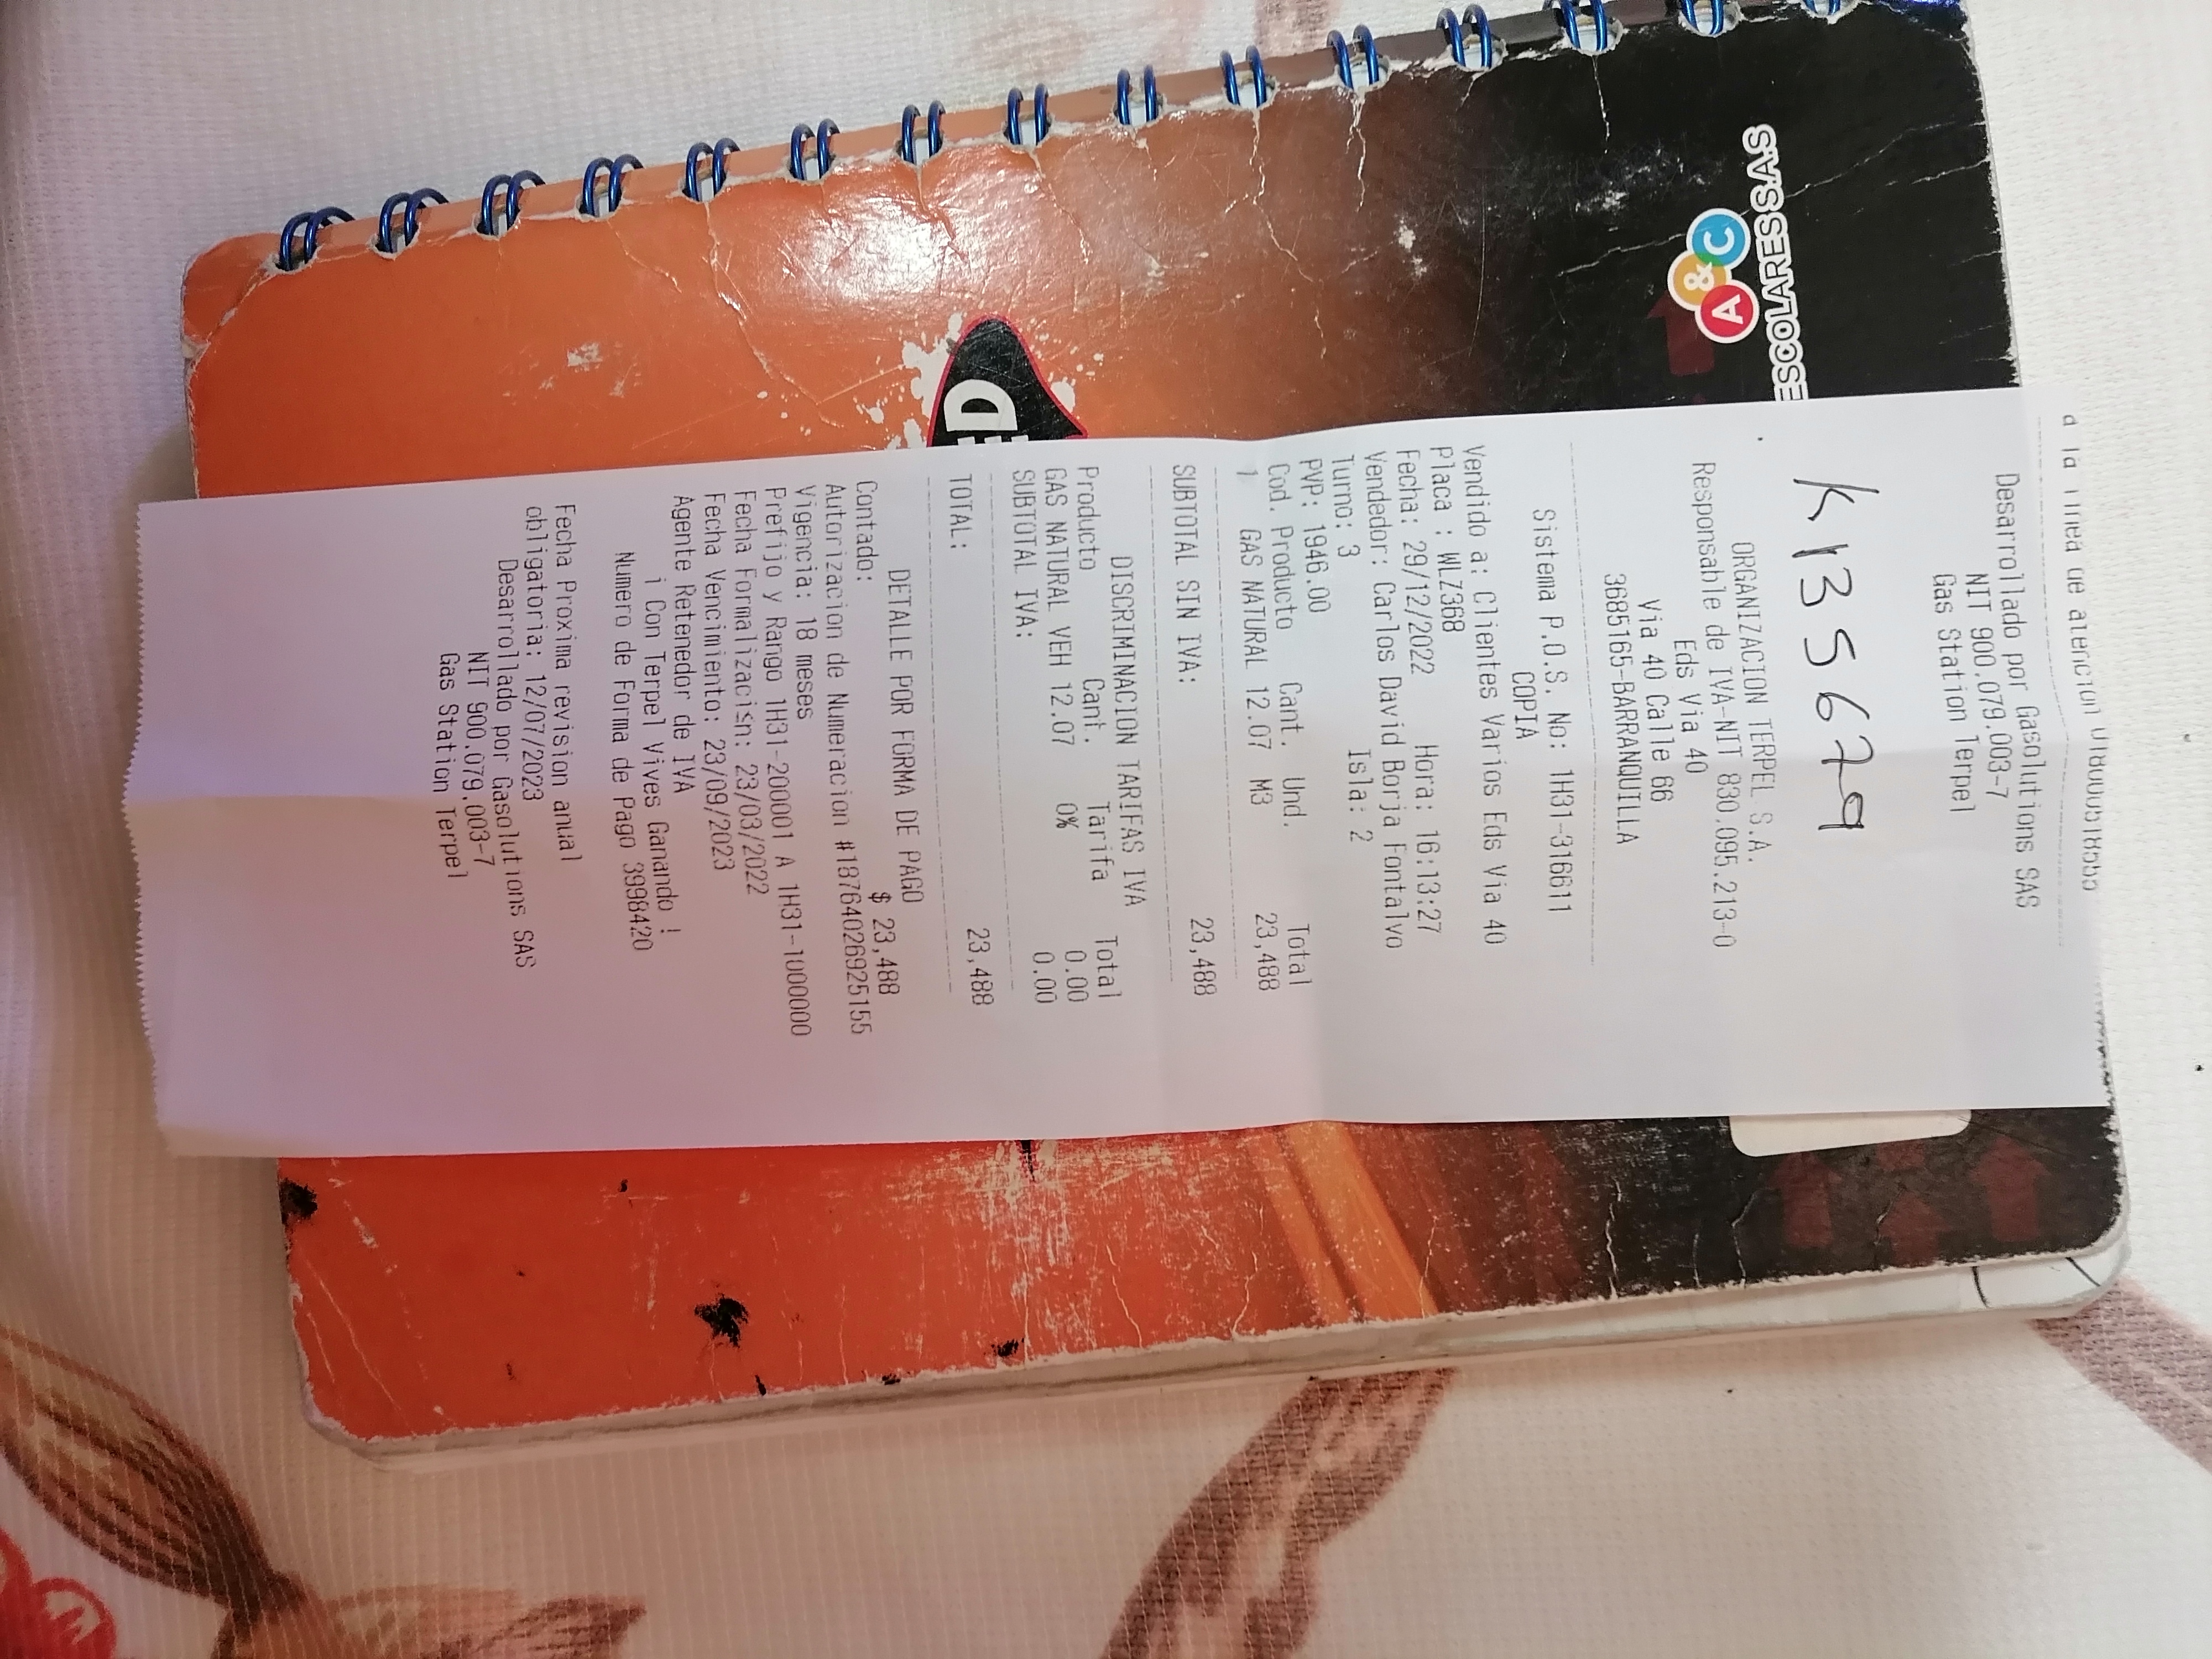 a la linea de atencion 018000518555
Desarrollado por Gasolutions SAS
NIT 900.079.003-7
Gas Station Terpel
K135679
ORGANIZACION TERPEL S.A.
Responsable de IVA-NIT 830.095.213-0
Eds Via 40
Via 40 Calle 66
3685165-BARRANQUILLA
Sistema P.O.S. No: 1H31-316611
COPIA
Vendido a: Clientes Varios Eds Via 40
Placa : WLZ368
Fecha: 29/12/2022 Hora: 16:13:27
Vendedor: Carlos David Borja Fontalvo
Turno: 3 Isla: 2
PVP: 1946.00
Cod. Producto Cant. Und. Total
1 GAS NATURAL 12.07 M3 23,488
SUBTOTAL SIN IVA: 23,488
DISCRIMINACION TARIFAS IVA
Producto Cant. Tarifa Total
GAS NATURAL VEH 12.07 0% 0.00
SUBTOTAL IVA: 0.00
TOTAL: 23,488
DETALLE POR FORMA DE PAGO
Contado: $ 23,488
Autorizacion de Numeracion #18764026925155
Vigencia: 18 meses
Prefijo y Rango 1H31-200001 A 1H31-1000000
Fecha Formalizacisn: 23/03/2022
Fecha Vencimiento: 23/09/2023
Agente Retenedor de IVA
¡ Con Terpel Vives Ganando !
Numero de Forma de Pago 3998420
Fecha Proxima revision anual
obligatoria: 12/07/2023
Desarrollado por Gasolutions SAS
NIT 900.079.003-7
Gas Station Terpel
A&C
ESCOLARES S.A.S